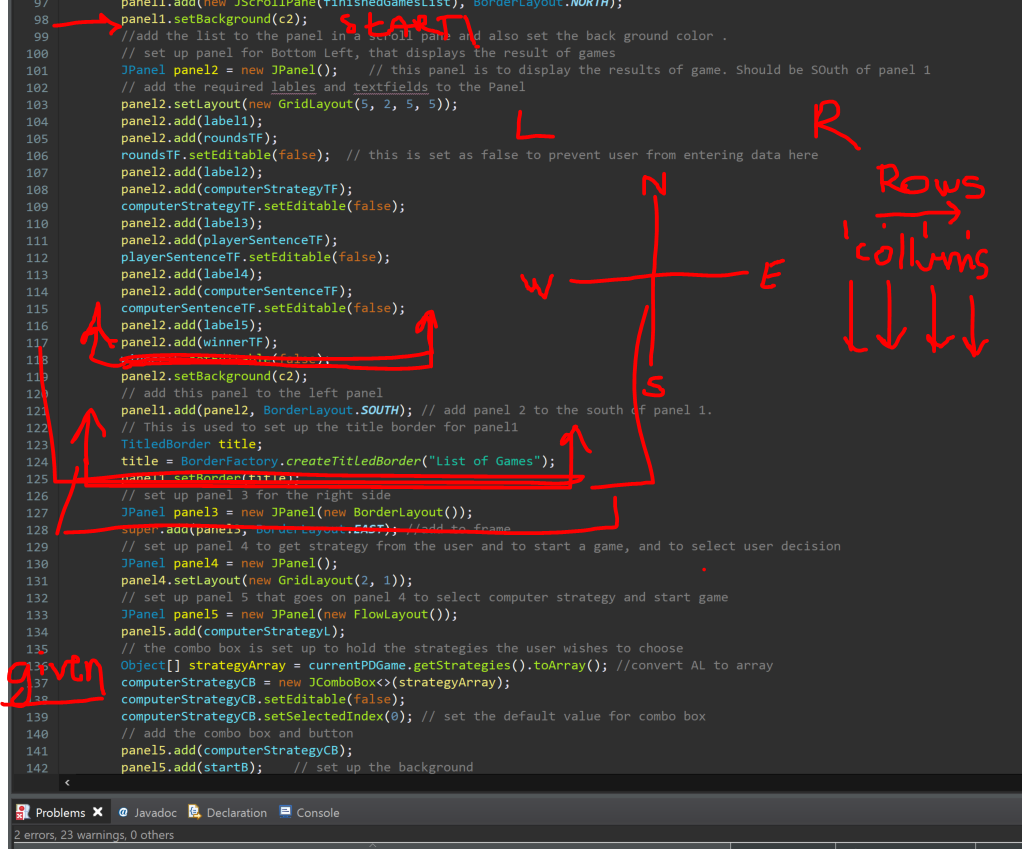 97 panel1.add(new JScrollPane(finishedGamesList), BorderLayout.NORTH);
98 panel1.setBackground(c2);
START
99 //add the list to the panel in a scroll pane and also set the back ground color .
100 // set up panel for Bottom Left, that displays the result of games
101 JPanel panel2 = new JPanel(); // this panel is to display the results of game. Should be SOuth of panel 1
102 // add the required lables and textfields to the Panel
103 panel2.setLayout(new GridLayout(5, 2, 5, 5));
104 panel2.add(label1);
L R
105 panel2.add(roundsTF);
106 roundsTF.setEditable(false); // this is set as false to prevent user from entering data here
107 panel2.add(label2);
108 panel2.add(computerStrategyTF);
N Rows
109 computerStrategyTF.setEditable(false);
110 panel2.add(label3);
111 panel2.add(playerSentenceTF);
112 playerSentenceTF.setEditable(false);
collums
113 panel2.add(label4);
W E
114 panel2.add(computerSentenceTF);
115 computerSentenceTF.setEditable(false);
116 panel2.add(label5);
117 panel2.add(winnerTF);
118
119 panel2.setBackground(c2);
S
120 // add this panel to the left panel
121 panel1.add(panel2, BorderLayout.SOUTH); // add panel 2 to the south of panel 1.
122 // This is used to set up the title border for panel1
123 TitledBorder title;
124 title = BorderFactory.createTitledBorder("List of Games");
125 panel1.setBorder(title);
126 // set up panel 3 for the right side
127 JPanel panel3 = new JPanel(new BorderLayout());
128 super.add(panel3, BorderLayout.EAST); //add to frame
129 // set up panel 4 to get strategy from the user and to start a game, and to select user decision
130 JPanel panel4 = new JPanel();
131 panel4.setLayout(new GridLayout(2, 1));
132 // set up panel 5 that goes on panel 4 to select computer strategy and start game
133 JPanel panel5 = new JPanel(new FlowLayout());
134 panel5.add(computerStrategyL);
135 // the combo box is set up to hold the strategies the user wishes to choose
136 Object[] strategyArray = currentPDGame.getStrategies().toArray(); //convert AL to array
given
137 computerStrategyCB = new JComboBox<>(strategyArray);
138 computerStrategyCB.setEditable(false);
139 computerStrategyCB.setSelectedIndex(0); // set the default value for combo box
140 // add the combo box and button
141 panel5.add(computerStrategyCB);
142 panel5.add(startB); // set up the background
Problems Javadoc Declaration Console
2 errors, 23 warnings, 0 others